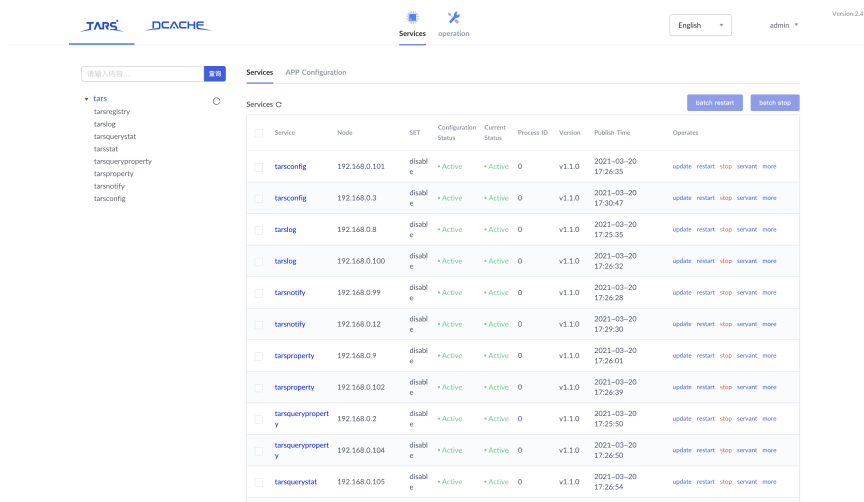 Version:2.4
TARS
DCACHE
Services
operation
English
admin
请输入内容...
查询
tars
tarsregistry
tarslog
tarsquerystat
tarsstat
tarsqueryproperty
tarsproperty
tarsnotify
tarsconfig
Services APP Configuration
Services
batch restart batch stop
Service Node SET Configuration Status Current Status Process ID Version Publish Time Operates
tarsconfig 192.168.0.101 disable Active Active 0 v1.1.0 2021-03-20 17:26:35 update restart stop servant more
tarsconfig 192.168.0.3 disable Active Active 0 v1.1.0 2021-03-20 17:30:47 update restart stop servant more
tarslog 192.168.0.8 disable Active Active 0 v1.1.0 2021-03-20 17:25:35 update restart stop servant more
tarslog 192.168.0.100 disable Active Active 0 v1.1.0 2021-03-20 17:26:32 update restart stop servant more
tarsnotify 192.168.0.99 disable Active Active 0 v1.1.0 2021-03-20 17:26:28 update restart stop servant more
tarsnotify 192.168.0.12 disable Active Active 0 v1.1.0 2021-03-20 17:29:30 update restart stop servant more
tarsproperty 192.168.0.9 disable Active Active 0 v1.1.0 2021-03-20 17:26:01 update restart stop servant more
tarsproperty 192.168.0.102 disable Active Active 0 v1.1.0 2021-03-20 17:26:39 update restart stop servant more
tarsqueryproperty 192.168.0.2 disable Active Active 0 v1.1.0 2021-03-20 17:25:50 update restart stop servant more
tarsqueryproperty 192.168.0.104 disable Active Active 0 v1.1.0 2021-03-20 17:26:50 update restart stop servant more
tarsquerystat 192.168.0.105 disable Active Active 0 v1.1.0 2021-03-20 17:26:54 update restart stop servant more